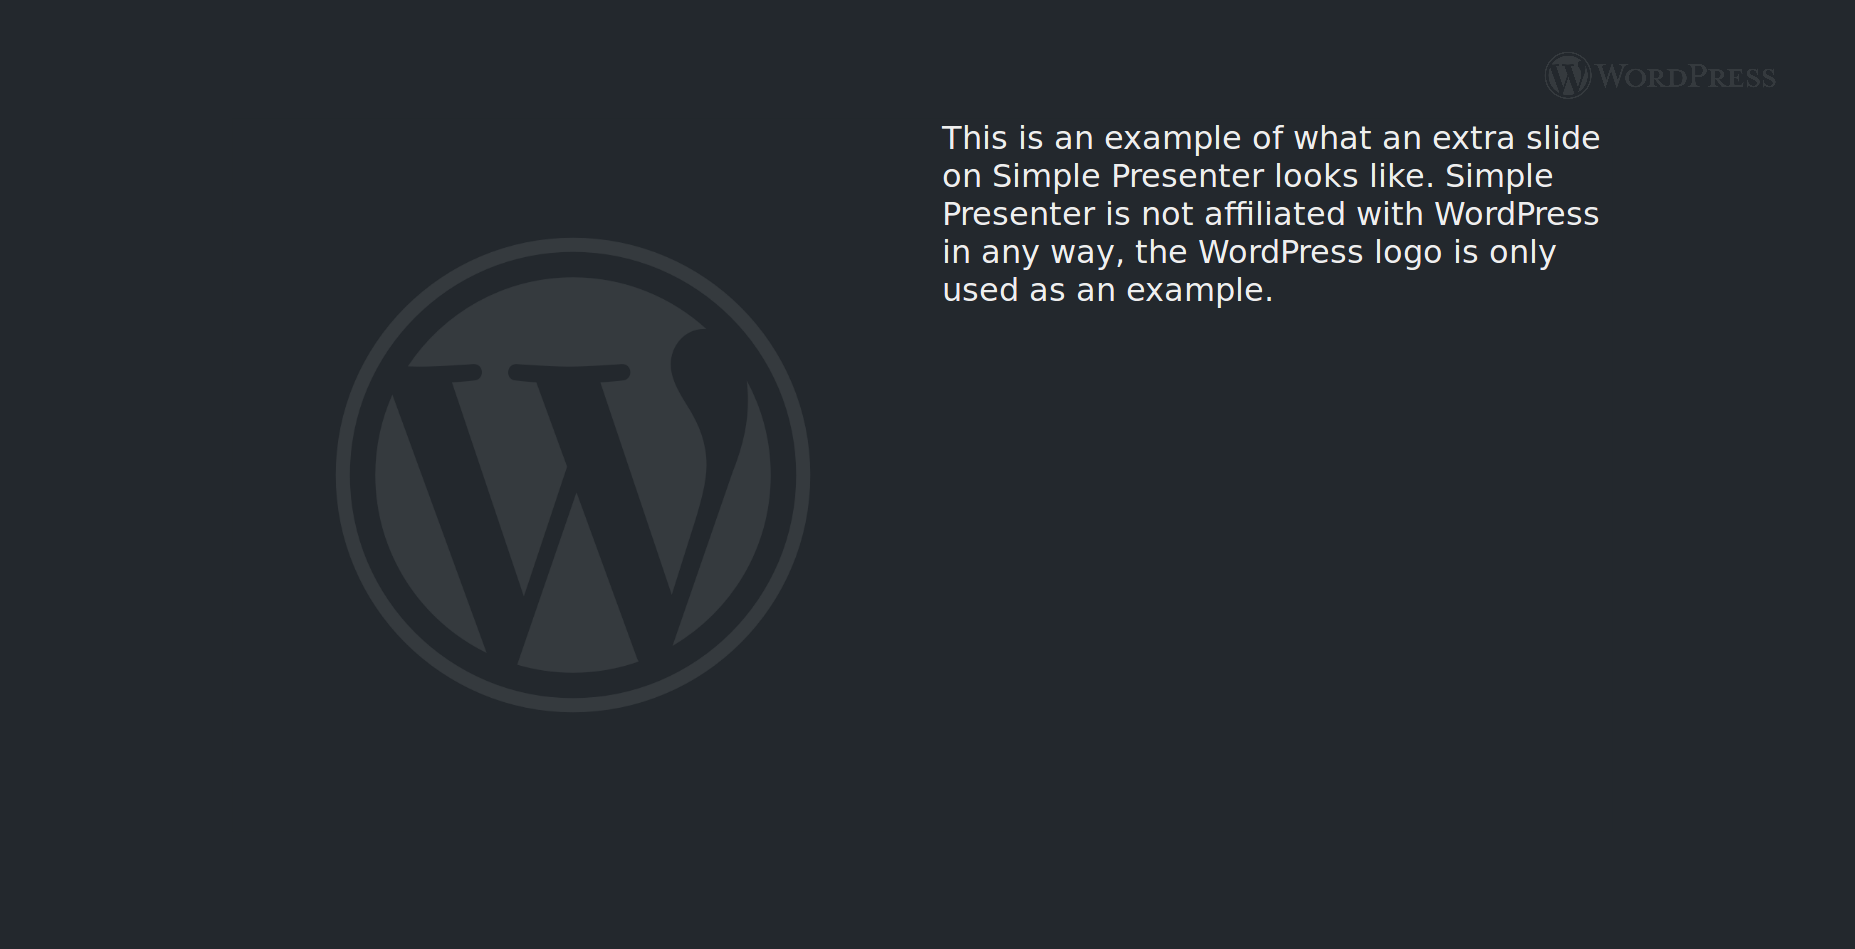 WORDPRESS
This is an example of what an extra slide
on Simple Presenter looks like. Simple
Presenter is not affiliated with WordPress
in any way, the WordPress logo is only
used as an example.
W